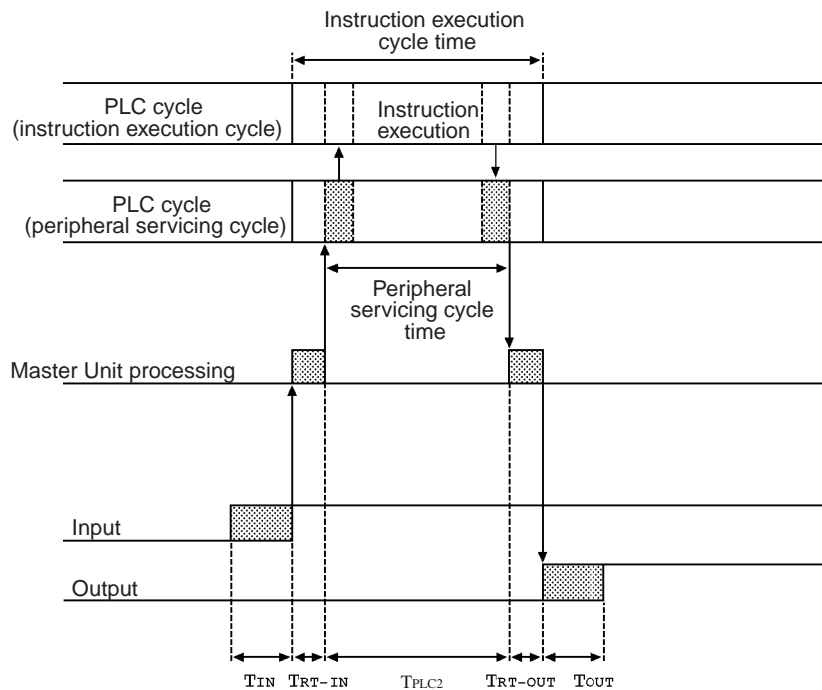 Instruction execution
cycle time
PLC cycle
(instruction execution cycle)
Instruction
execution
PLC cycle
(peripheral servicing cycle)
Peripheral
servicing cycle
time
Master Unit processing
Input
Output
TIN TRT-IN TPLC2 TRT-OUT TOUT